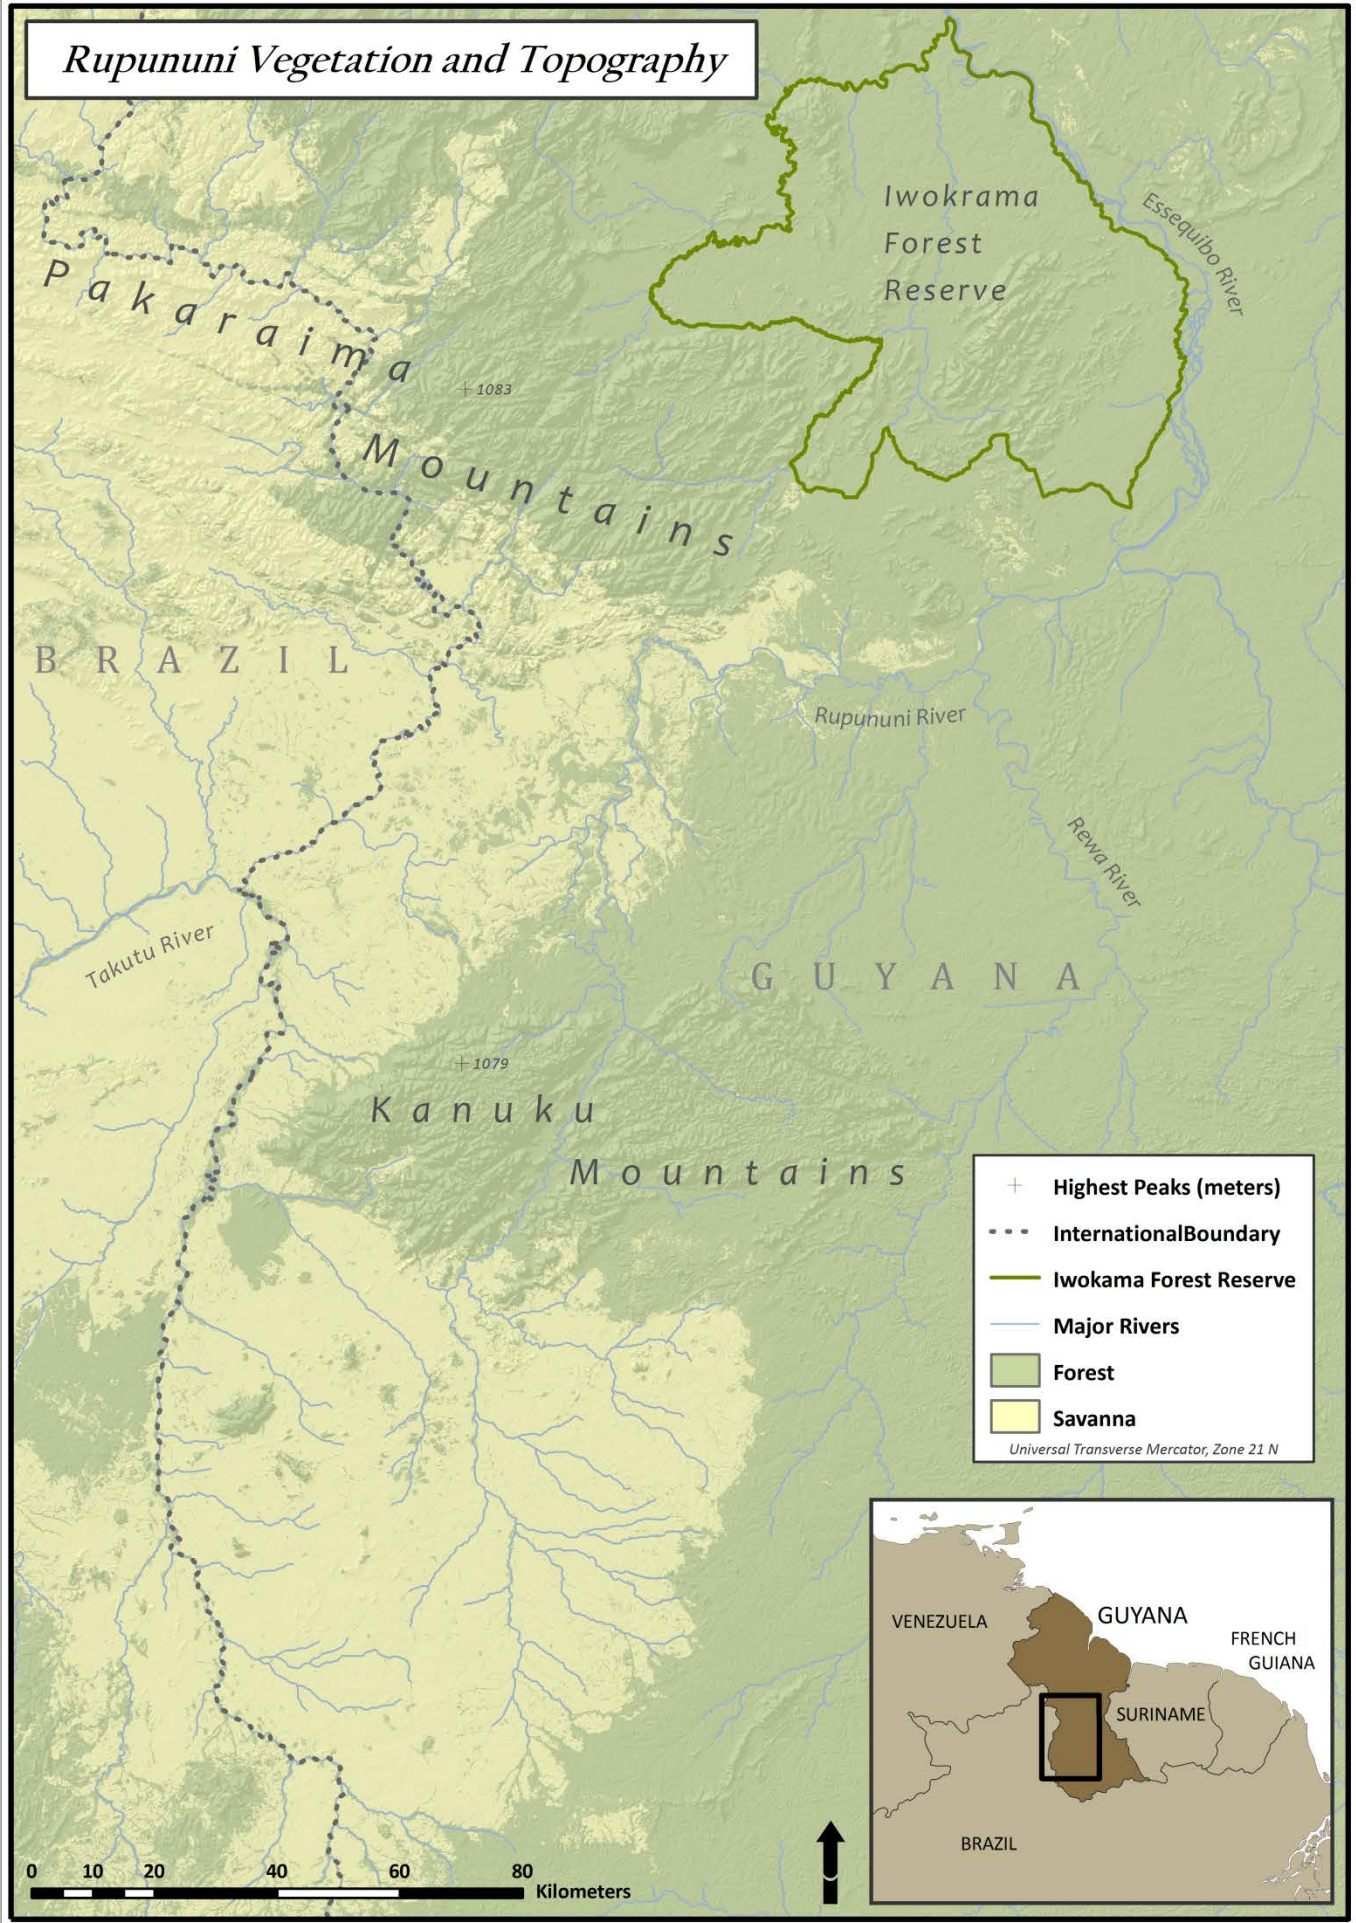 Rupununi Vegetation and Topography
Iwokrama
Forest
Reserve
Essequibo River
Pakaraima
Mountains
1083
BRAZIL
Rupununi River
Rewa River
Takutu River
GUYANA
1079
Kanuku
Mountains
Highest Peaks (meters)
InternationalBoundary
Iwokama Forest Reserve
Major Rivers
Forest
Savanna
Universal Transverse Mercator, Zone 21 N
VENEZUELA
GUYANA
FRENCH
GUIANA
SURINAME
BRAZIL
0 10 20 40 60 80
Kilometers